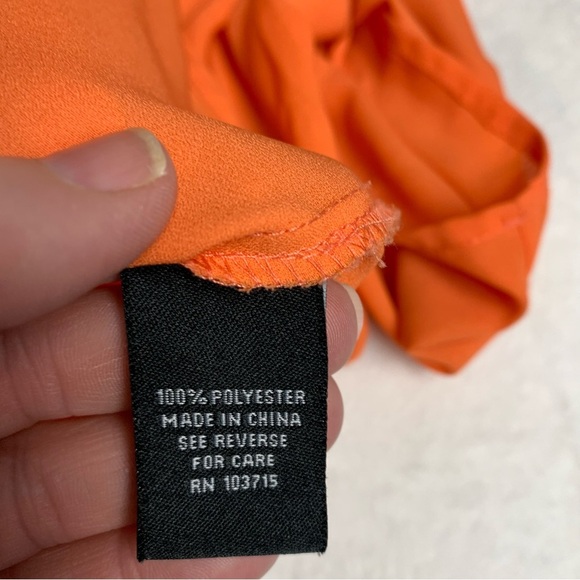 100% POLYESTER
MADE IN CHINA
SEE REVERSE
FOR CARE
RN 103715